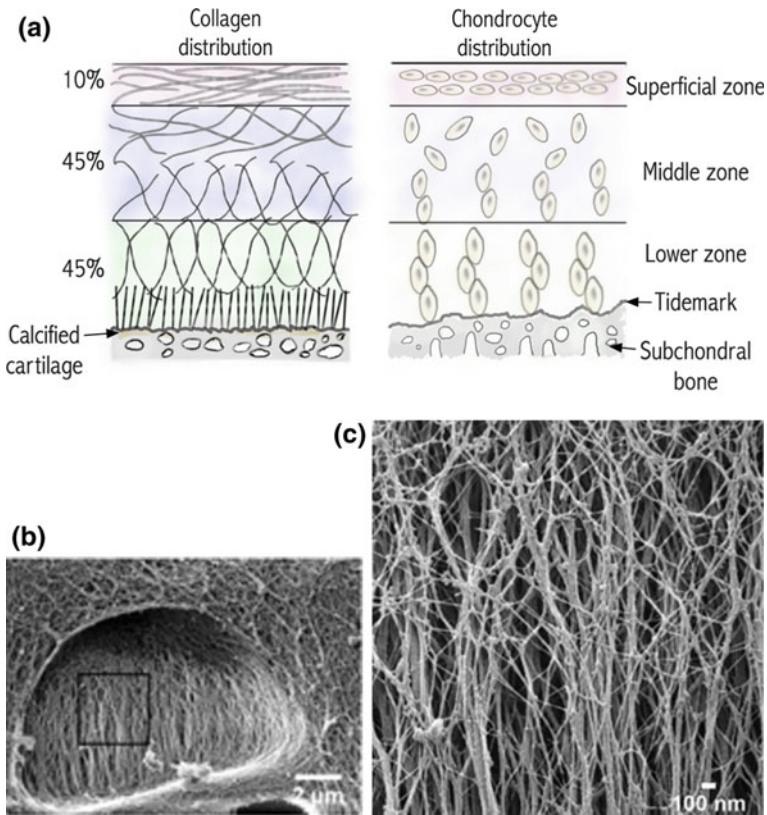 (a)
Collagen
distribution
Chondrocyte
distribution
10%
45%
45%
Superficial zone
Middle zone
Lower zone
Tidemark
Calcified
cartilage
Subchondral
bone
(b)
2 μm
(c)
100 nm